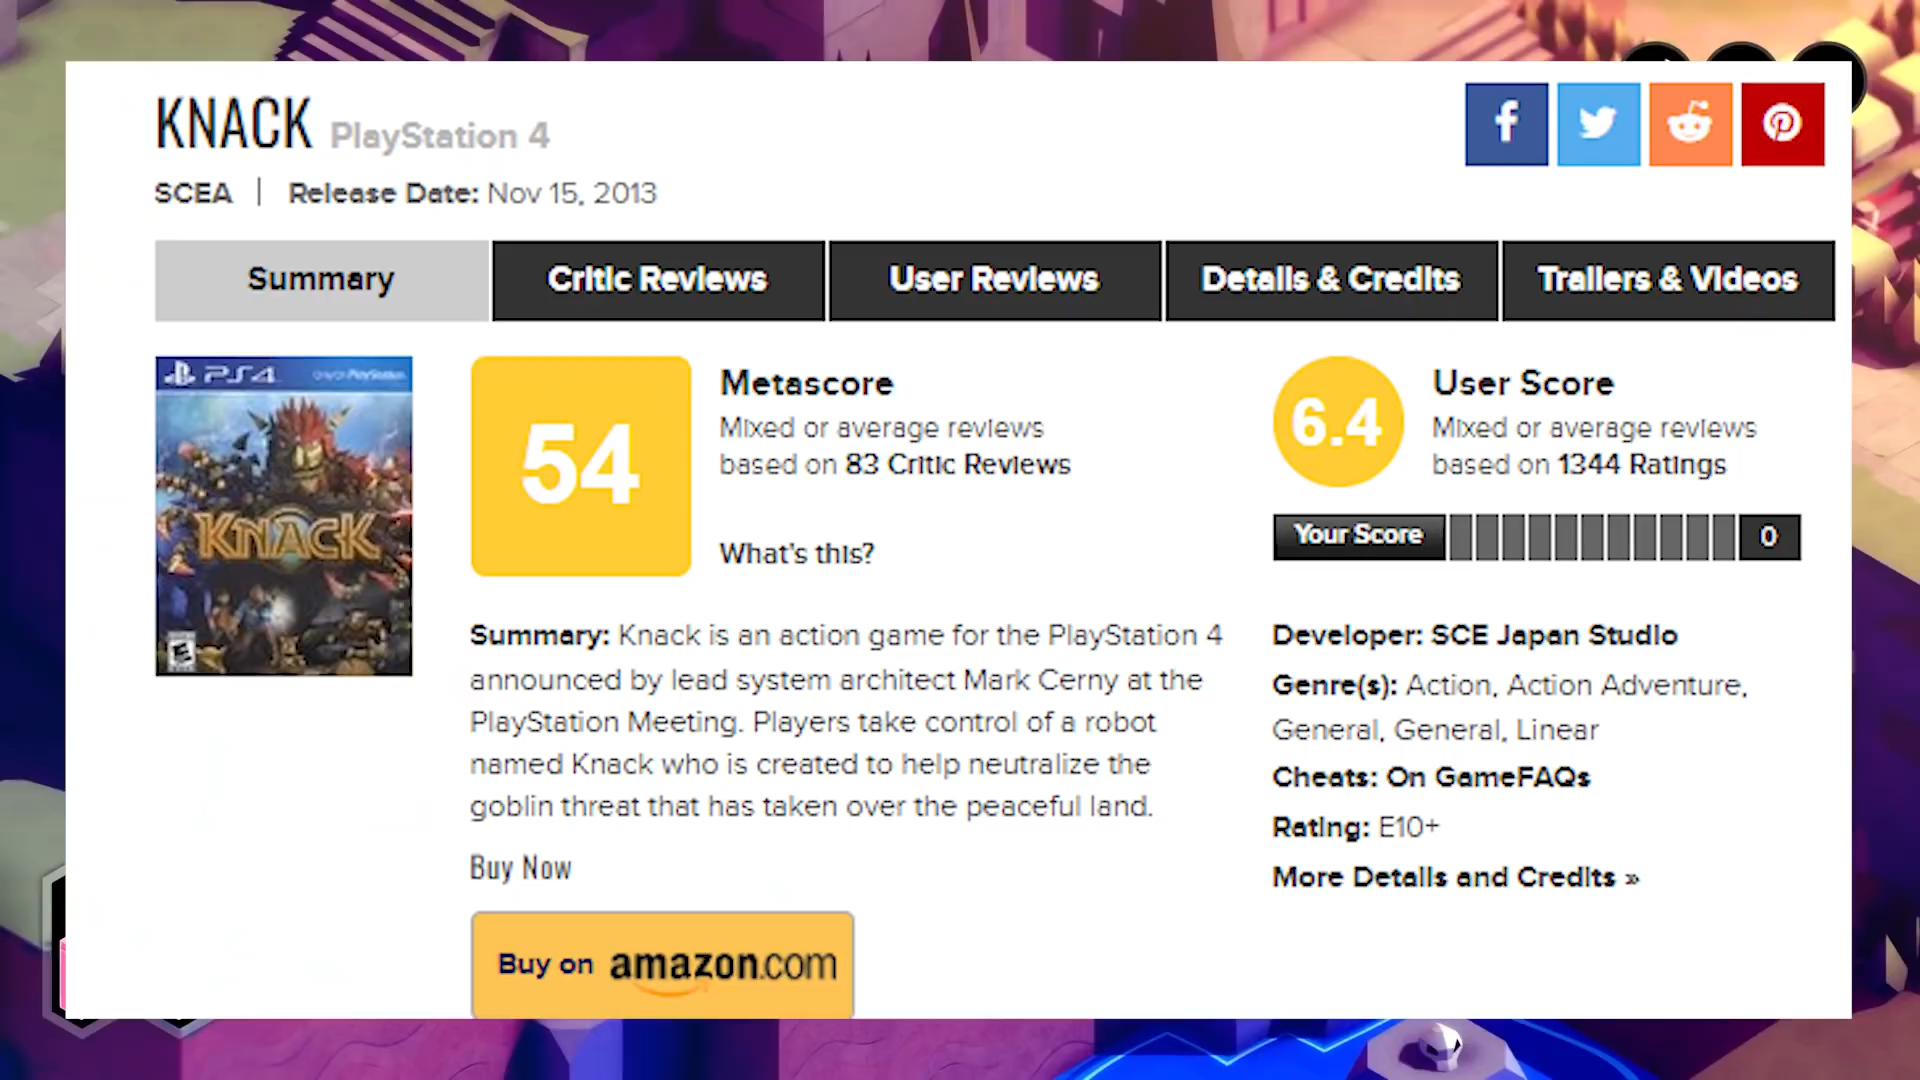 KNACK PlayStation 4
SCEA | Release Date: Nov 15, 2013
Summary
Critic Reviews
User Reviews
Details & Credits
Trailers & Videos
PS4
KNACK
E
54
Metascore
Mixed or average reviews
based on 83 Critic Reviews
What's this?
6.4
User Score
Mixed or average reviews
based on 1344 Ratings
Your Score
0
Summary: Knack is an action game for the PlayStation 4
announced by lead system architect Mark Cerny at the
PlayStation Meeting. Players take control of a robot
named Knack who is created to help neutralize the
goblin threat that has taken over the peaceful land.
Buy Now
Buy on amazon.com
Developer: SCE Japan Studio
Genre(s): Action, Action Adventure,
General, General, Linear
Cheats: On GameFAQs
Rating: E10+
More Details and Credits »